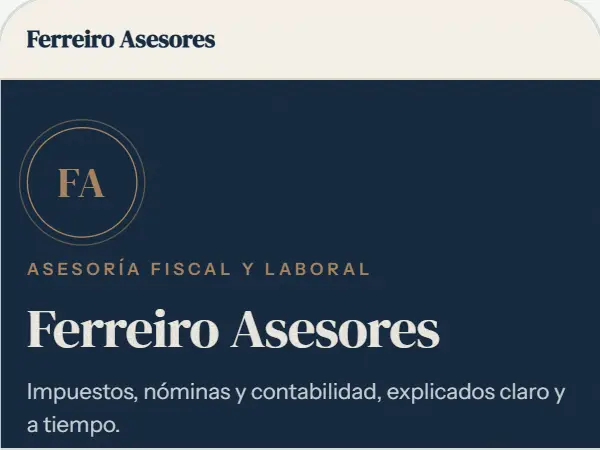 Ferreiro Asesores
FA
ASESORÍA FISCAL Y LABORAL
Ferreiro Asesores
Impuestos, nóminas y contabilidad, explicados claro y
a tiempo.